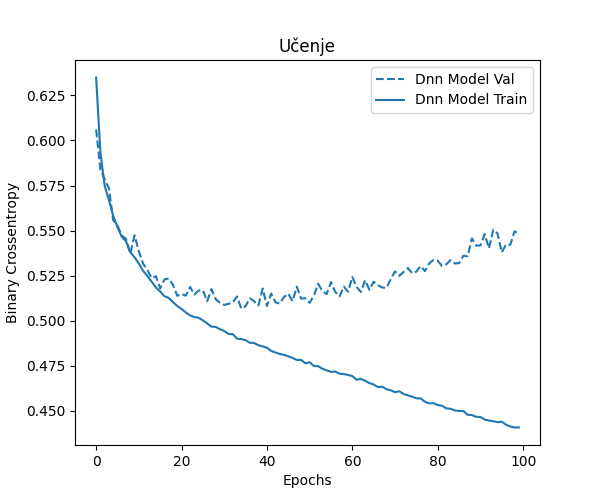 Učenje
Dnn Model Val
Dnn Model Train
Binary Crossentropy
0.625
0.600
0.575
0.550
0.525
0.500
0.475
0.450
0 20 40 60 80 100
Epochs